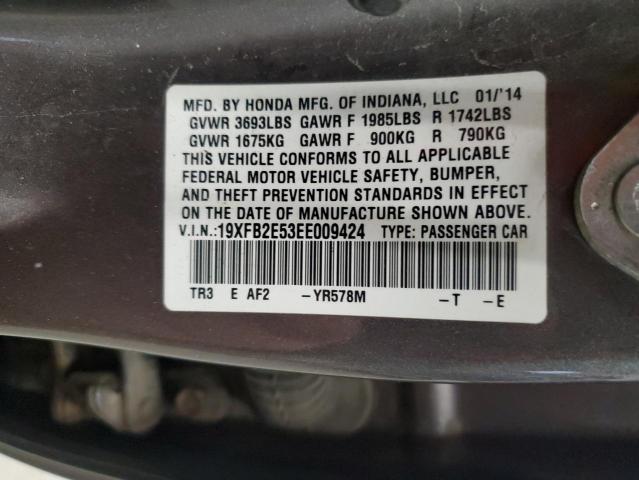 MFD. BY HONDA MFG. OF INDIANA, LLC 01/'14
GVWR 3693LBS GAWR F 1985LBS R 1742LBS
GVWR 1675KG GAWR F 900KG R 790KG
THIS VEHICLE CONFORMS TO ALL APPLICABLE
FEDERAL MOTOR VEHICLE SAFETY, BUMPER,
AND THEFT PREVENTION STANDARDS IN EFFECT
ON THE DATE OF MANUFACTURE SHOWN ABOVE.
V.I.N.:19XFB2E53EE009424 TYPE: PASSENGER CAR
TR3 E AF2 -YR578M -T -E